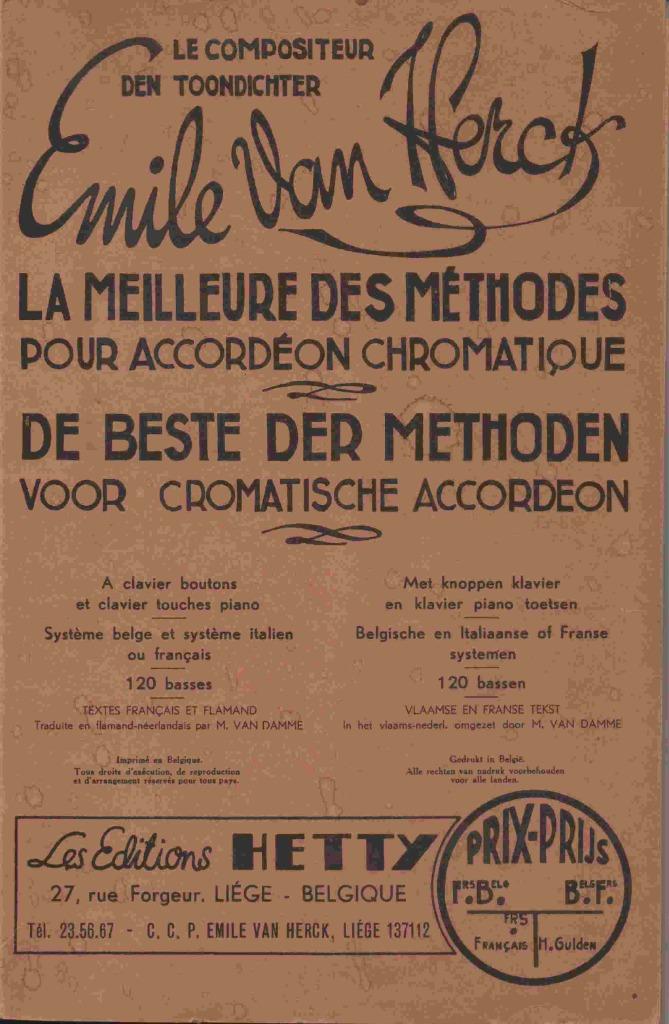 LE COMPOSITEUR
DEN TOONDICHTER
Emile Van Herck
LA MEILLEURE DES MÉTHODES
POUR ACCORDÉON CHROMATIQUE
DE BESTE DER METHODEN
VOOR CROMATISCHE ACCORDEON
A clavier boutons
et clavier touches piano
Système belge et système italien
ou français
120 basses
TEXTES FRANÇAIS ET FLAMAND
Traduite en flamand-néerlandais par M. VAN DAMME
Imprimé en Belgique.
Tous droits d'exécution, de reproduction
et d'arrangement réservés pour tous pays.
Met knoppen klavier
en klavier piano toetsen
Belgische en Italiaanse of Franse
systemen
120 bassen
VLAAMSE EN FRANSE TEKST
In het vlaams-nederl. omgezet door M. VAN DAMME
Gedrukt in België.
Alle rechten van nadruk voorbehouden
voor alle landen.
Les Editions HETTY
27, rue Forgeur. LIÉGE - BELGIQUE
Tél. 23.56.67 - C. C. P. EMILE VAN HERCK, LIÉGE 137112
PRIX-PRIJS
FRS BELG BELG FRS
F.B. B.F.
FRS
FRANÇAIS H. Gulden